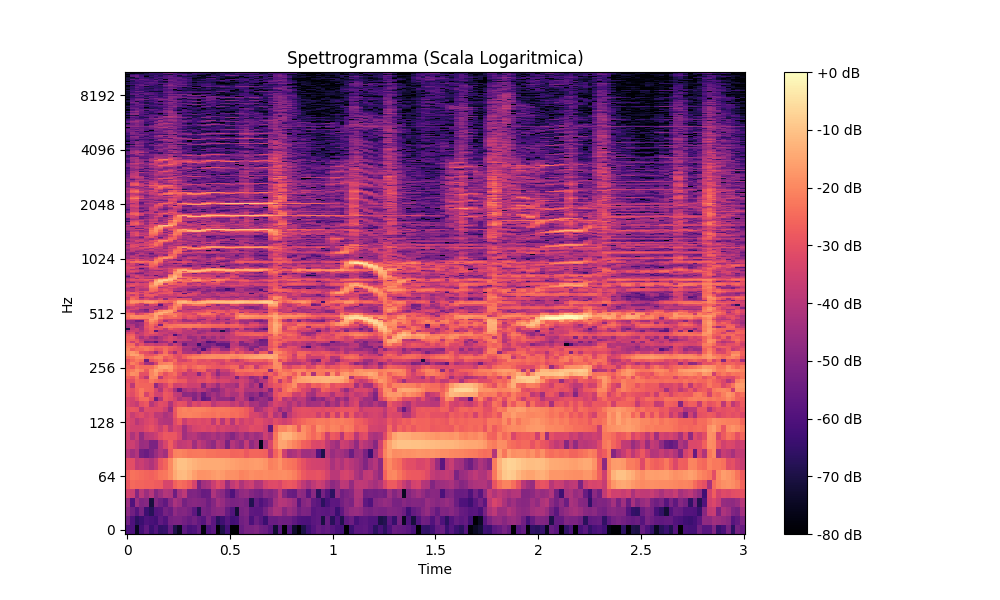 Spettrogramma (Scala Logaritmica)
8192
4096
2048
1024
512
256
128
64
0
Hz
0
0.5
1
1.5
2
2.5
3
Time
+0 dB
-10 dB
-20 dB
-30 dB
-40 dB
-50 dB
-60 dB
-70 dB
-80 dB